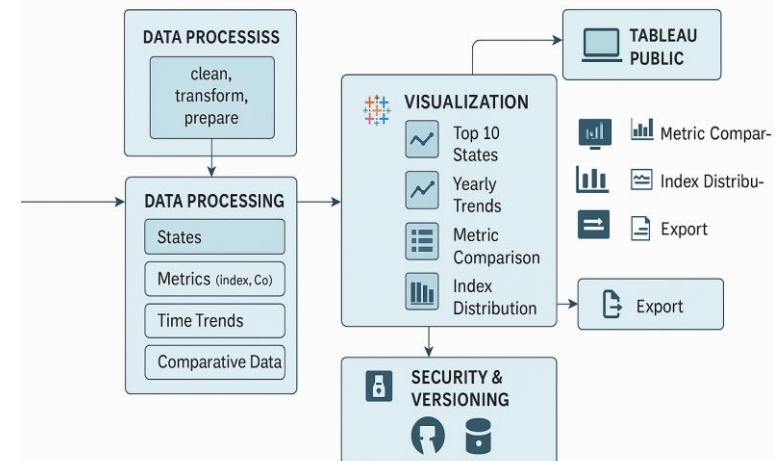 DATA PROCESSISS
clean,
transform,
prepare
DATA PROCESSING
States
Metrics (index, Co)
Time Trends
Comparative Data
VISUALIZATION
Top 10
States
Yearly
Trends
Metric
Comparison
Index
Distribution
SECURITY &
VERSIONING
TABLEAU
PUBLIC
Metric Compar-
Index Distribu-
Export
Export